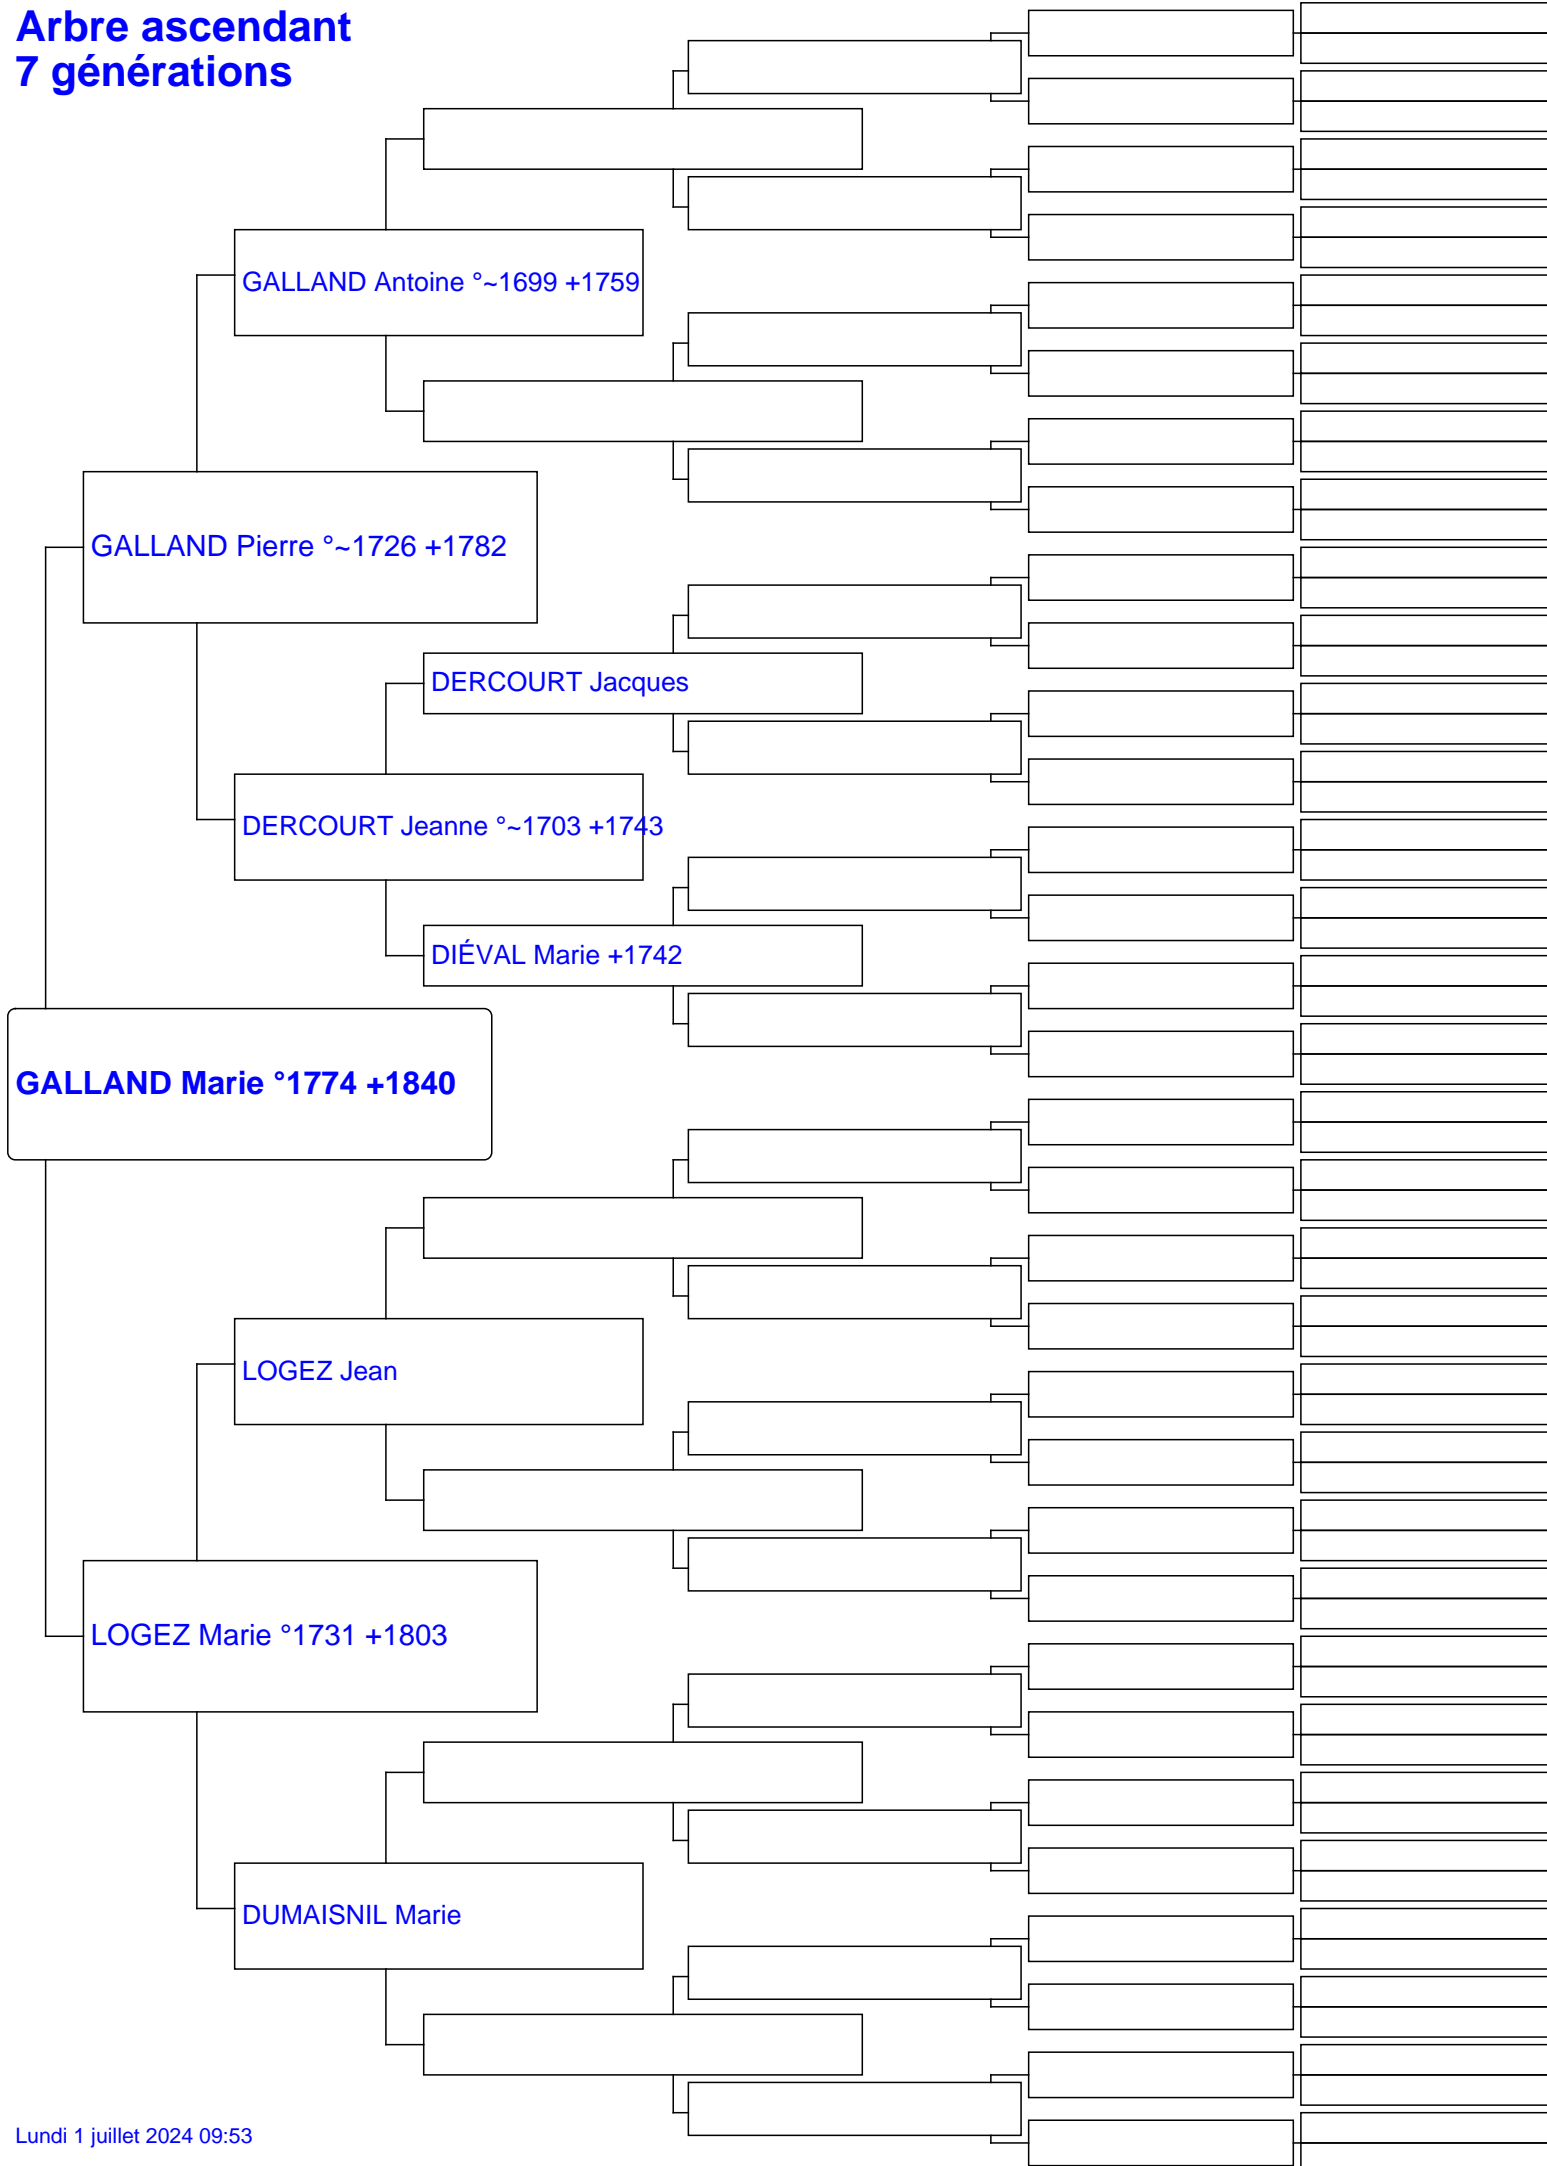 Arbre ascendant
7 générations
GALLAND Antoine °~1699 +1759
GALLAND Pierre °~1726 +1782
DERCOURT Jacques
DERCOURT Jeanne °~1703 +1743
DIÉVAL Marie +1742
GALLAND Marie °1774 +1840
LOGEZ Jean
LOGEZ Marie °1731 +1803
DUMAISNIL Marie
Lundi 1 juillet 2024 09:53